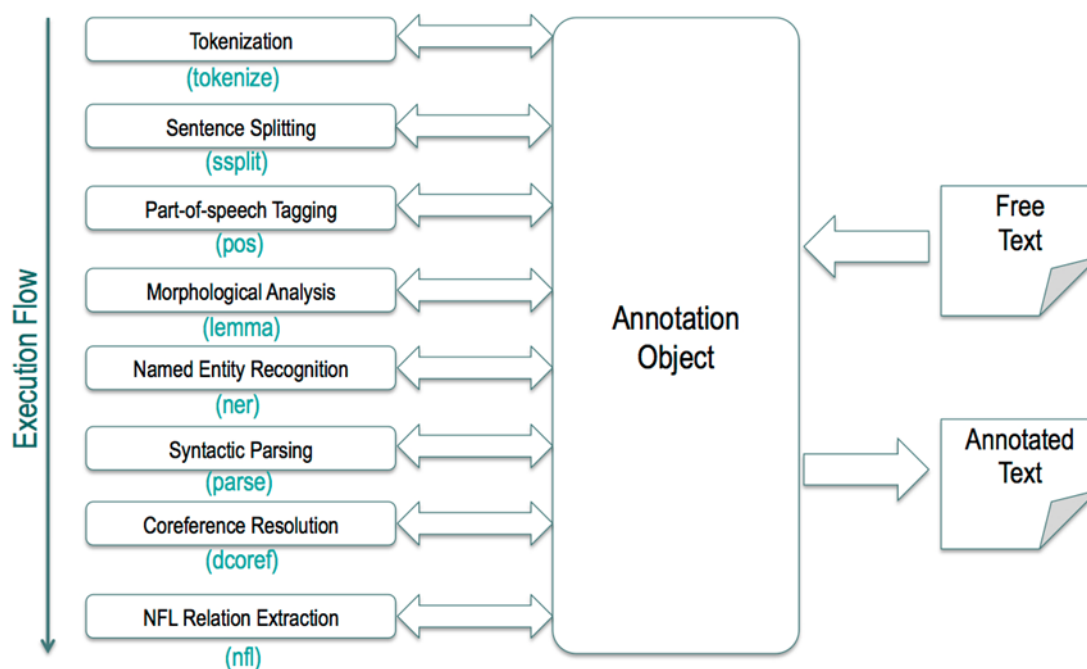 Execution Flow
Tokenization
(tokenize)
Sentence Splitting
(ssplit)
Part-of-speech Tagging
(pos)
Morphological Analysis
(lemma)
Named Entity Recognition
(ner)
Syntactic Parsing
(parse)
Coreference Resolution
(dcoref)
NFL Relation Extraction
(nfl)
Annotation
Object
Free
Text
Annotated
Text